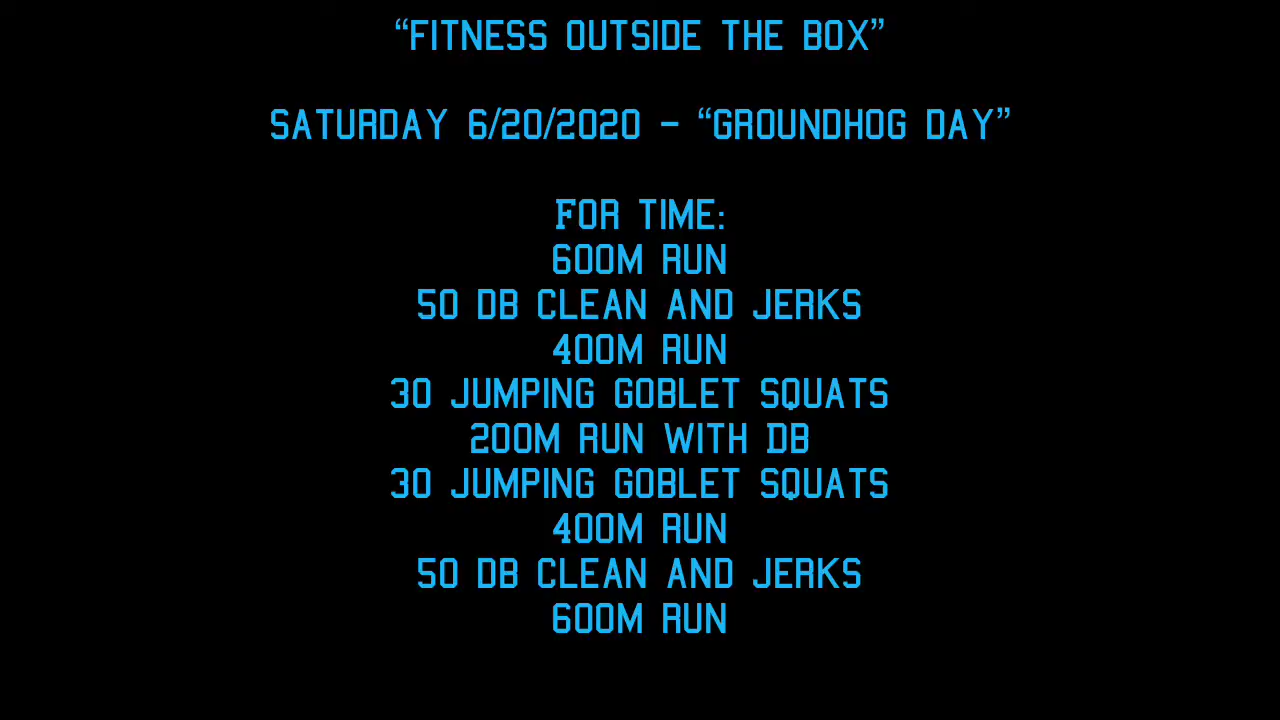 “FITNESS OUTSIDE THE BOX”
SATURDAY 6/20/2020 – “GROUNDHOG DAY”
FOR TIME:
600M RUN
50 DB CLEAN AND JERKS
400M RUN
30 JUMPING GOBLET SQUATS
200M RUN WITH DB
30 JUMPING GOBLET SQUATS
400M RUN
50 DB CLEAN AND JERKS
600M RUN